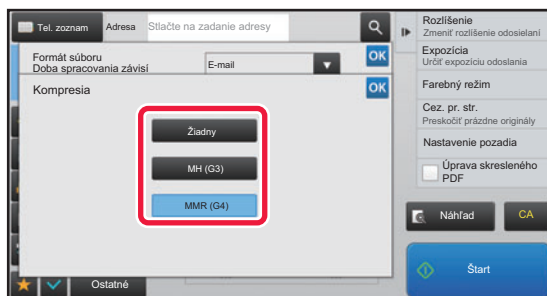 Tel. zoznam
Adresa
Stlačte na zadanie adresy
Formát súboru
Doba spracovania závisí
E-mail
OK
Kompresia
OK
Žiadny
MH (G3)
MMR (G4)
Ostatné
Rozlíšenie
Zmeniť rozlíšenie odosielaní
Expozícia
Určiť expozíciu odoslania
Farebný režim
Cez. pr. str.
Preskočiť prázdne originály
Nastavenie pozadia
Úprava skresleného
PDF
Náhľad
CA
Štart